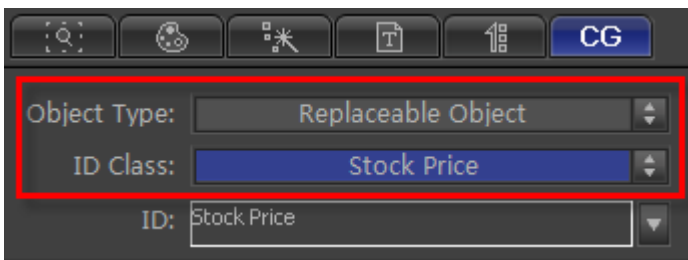 CG
Object Type: Replaceable Object
ID Class: Stock Price
ID: Stock Price